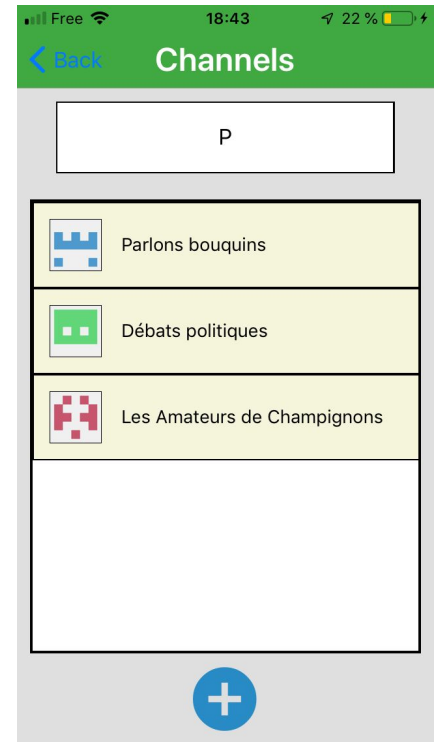 Free 18:43 22 %
Back Channels
P
Parlons bouquins
Débats politiques
Les Amateurs de Champignons